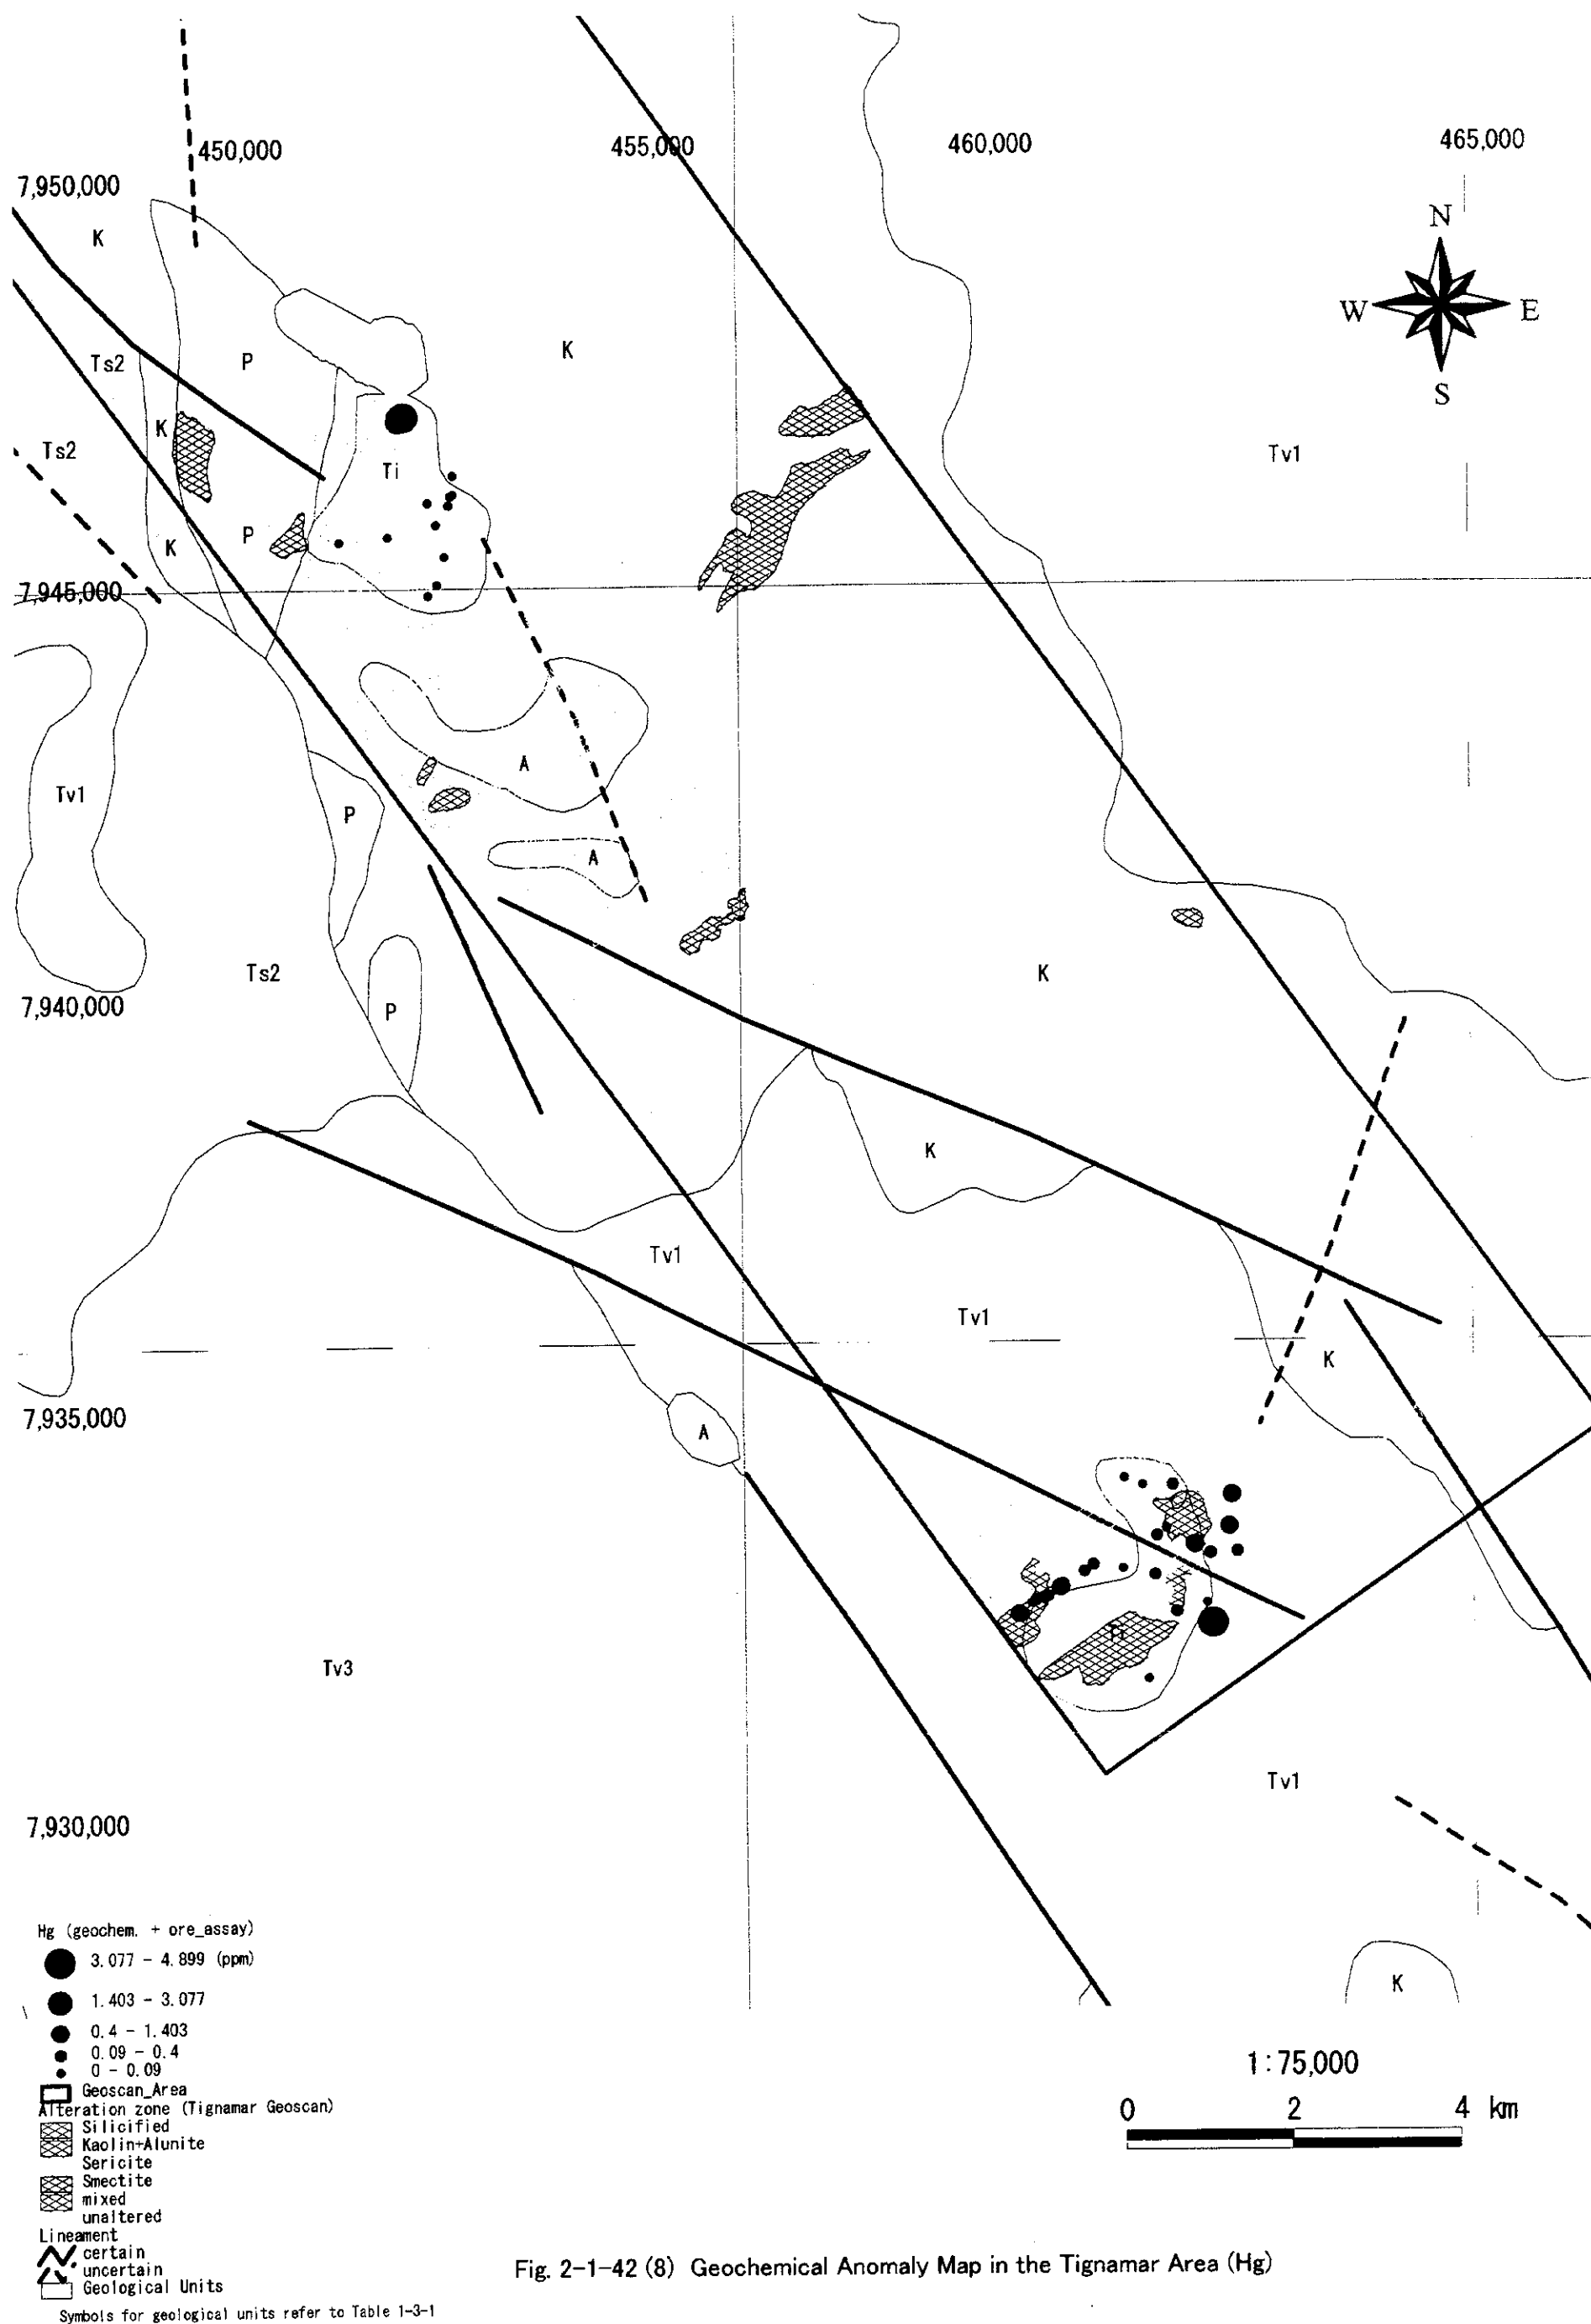 450,000
455,000
460,000
465,000
7,950,000
N
W
E
S
K
K
P
Ts2
Tv1
K
Ts2
Ti
P
K
7,945,000
A
Tv1
P
A
Ts2
K
7,940,000
P
K
Tv1
Tv1
K
7,935,000
A
Tv3
Tv1
7,930,000
K
Hg (geochem. + ore_assay)
3.077 - 4.899 (ppm)
1.403 - 3.077
0.4 - 1.403
0.09 - 0.4
0 - 0.09
Geoscan_Area
Alteration zone (Tignamar Geoscan)
Silicified
Kaolin+Alunite
Sericite
Smectite
mixed
unaltered
Lineament
certain
uncertain
Geological Units
Symbols for geological units refer to Table 1-3-1
1:75,000
0 2 4 km
Fig. 2-1-42 (8) Geochemical Anomaly Map in the Tignamar Area (Hg)